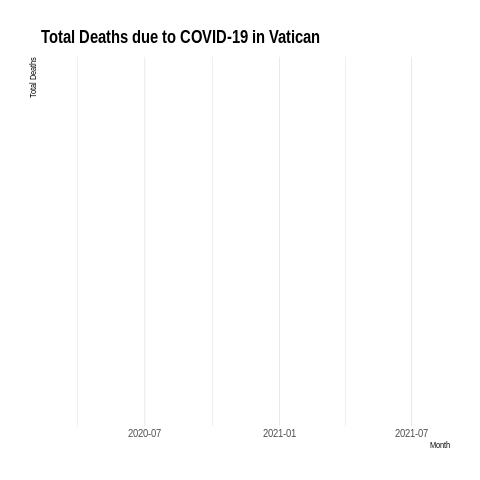 Total Deaths due to COVID-19 in Vatican
Total Deaths
2020-07
2021-01
2021-07
Month